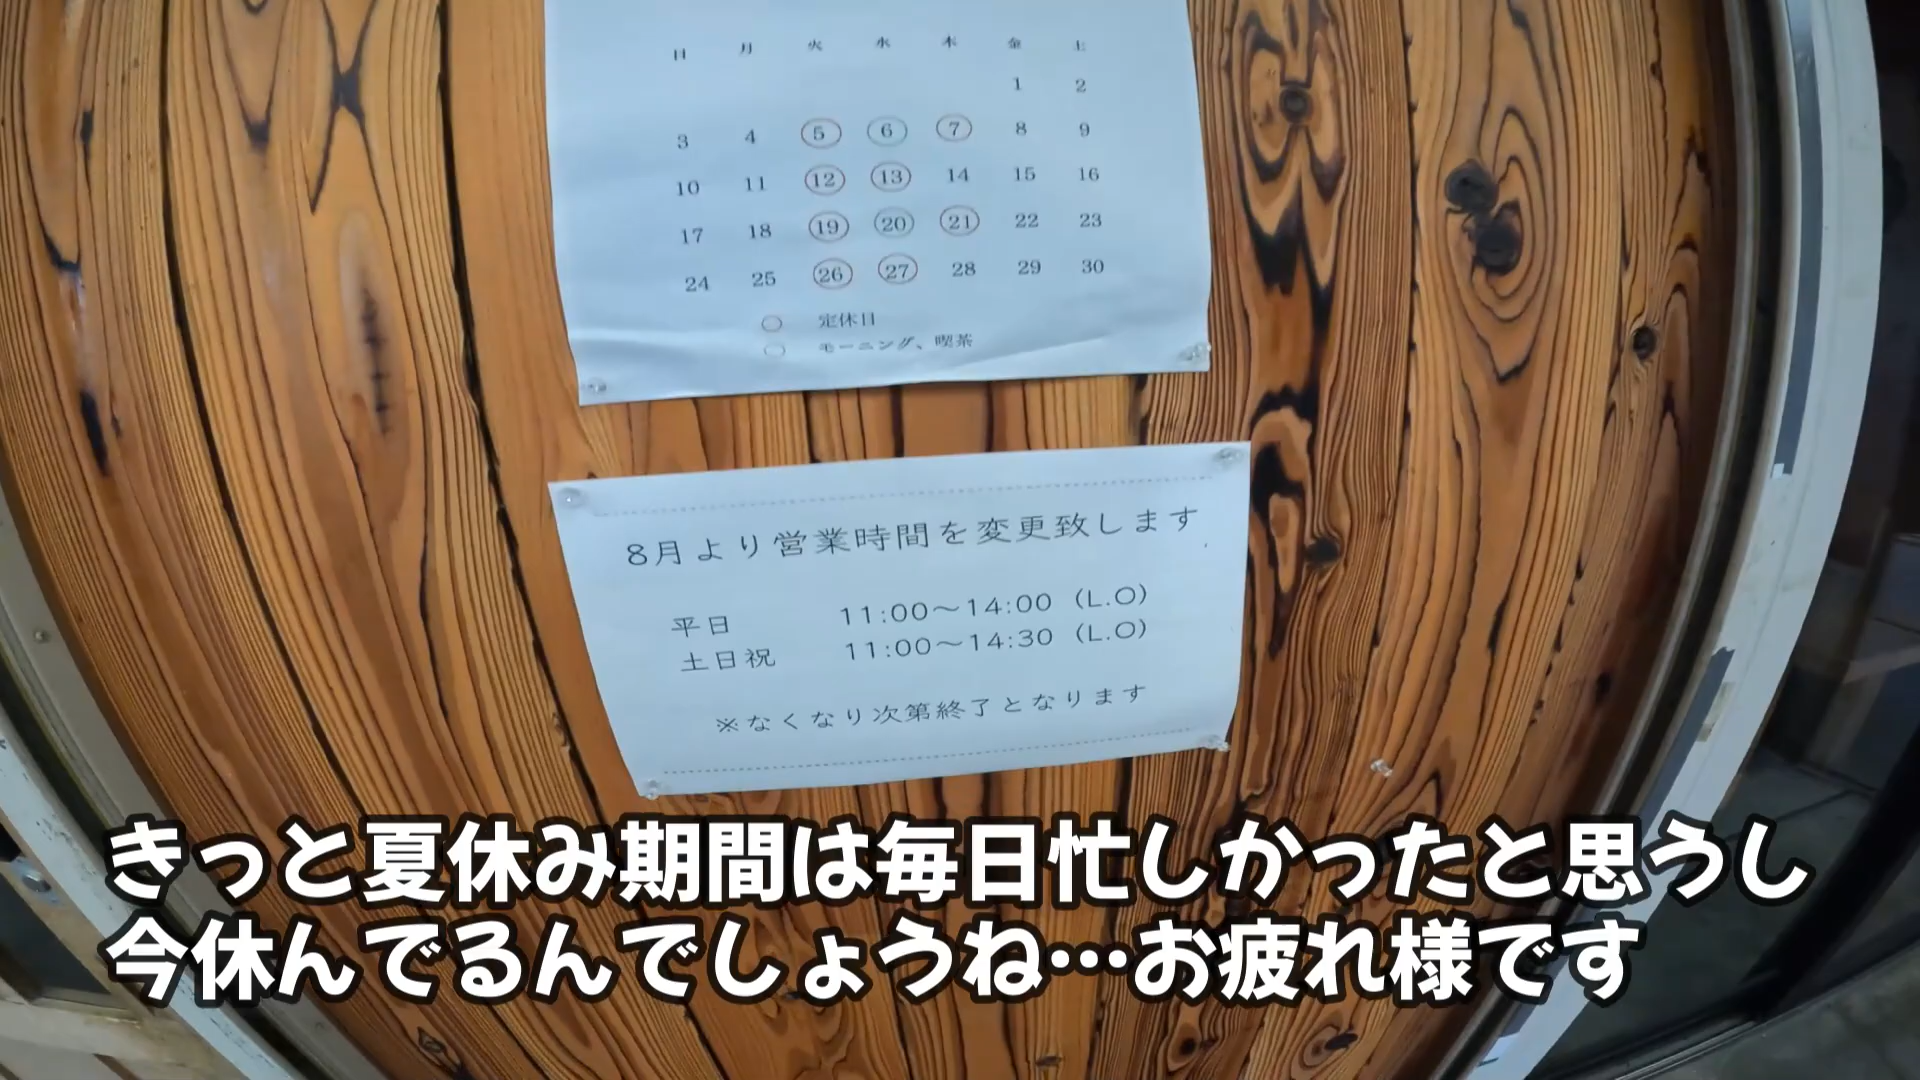 日 月 火 水 木 金 土
1 2
3 4 5 6 7 8 9
10 11 12 13 14 15 16
17 18 19 20 21 22 23
24 25 26 27 28 29 30
○ 定休日
○ モーニング、喫茶
8月より営業時間を変更致します
平日 11:00～14:00（L.O）
土日祝 11:00～14:30（L.O）
※なくなり次第終了となります
きっと夏休み期間は毎日忙しかったと思うし
今休んでるんでしょうね…お疲れ様です